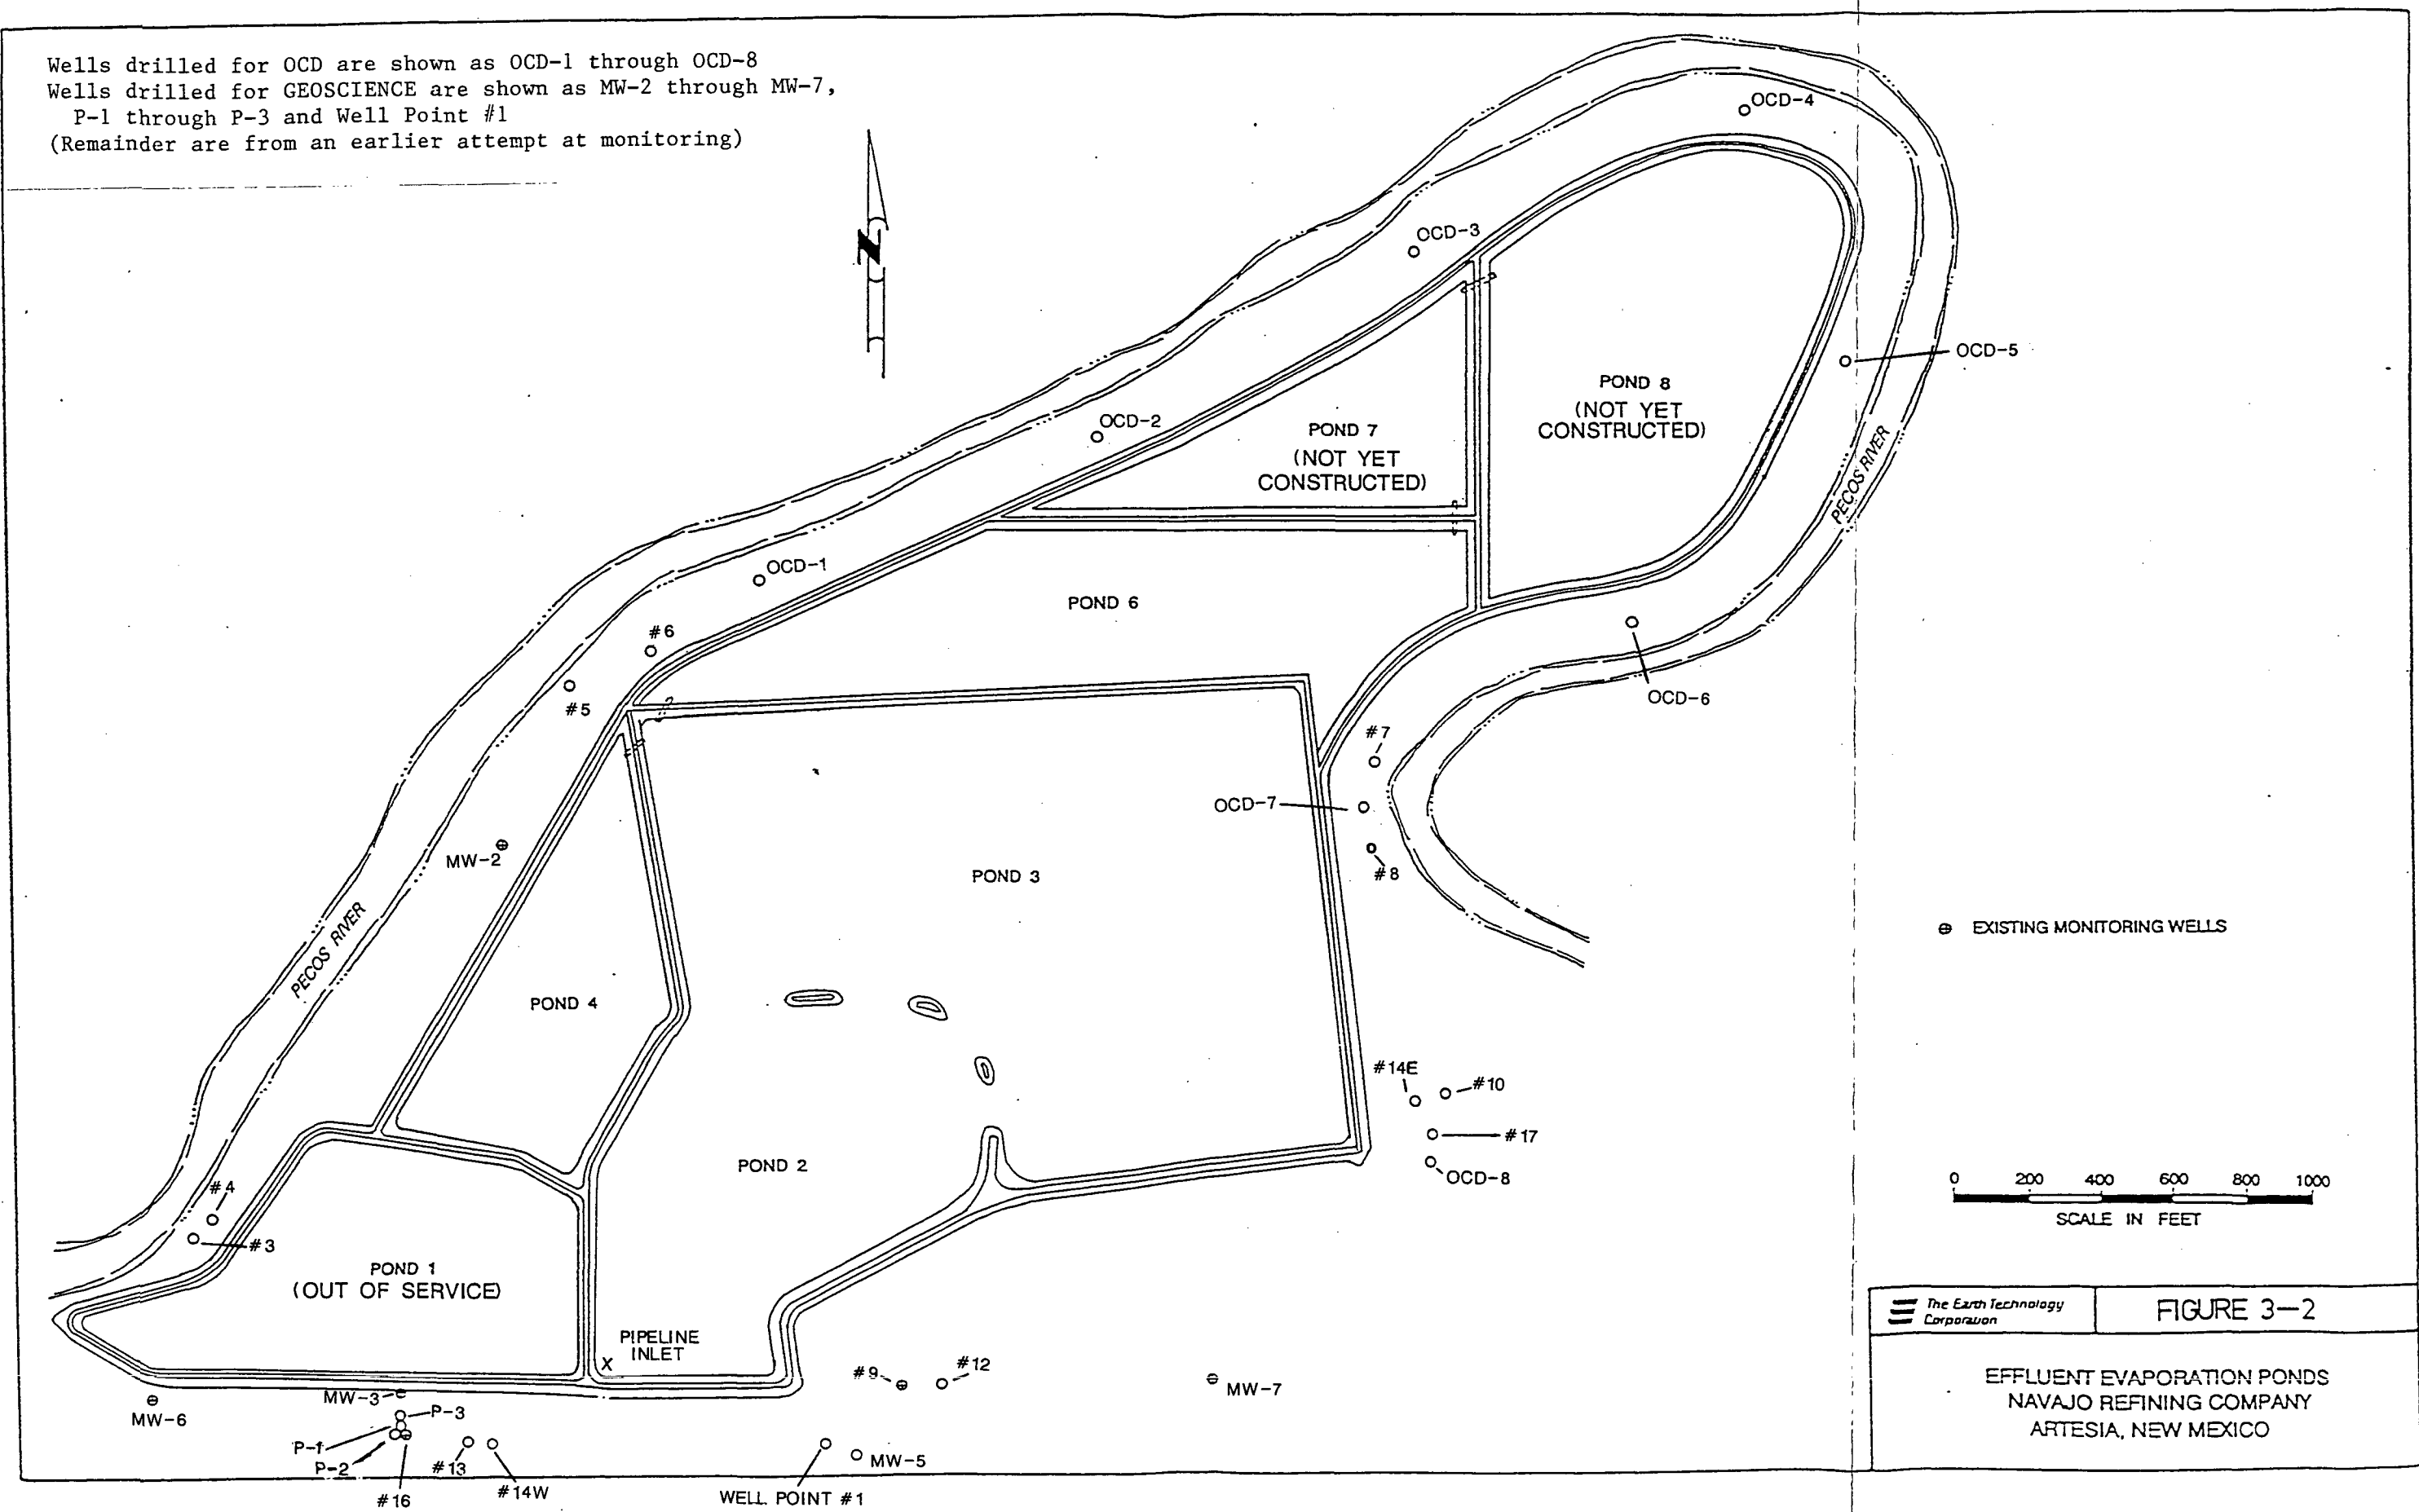 Wells drilled for OCD are shown as OCD-1 through OCD-8
Wells drilled for GEOSCIENCE are shown as MW-2 through MW-7,
P-1 through P-3 and Well Point #1
(Remainder are from an earlier attempt at monitoring)
N
OCD-4
OCD-3
OCD-5
POND 8
(NOT YET
CONSTRUCTED)
OCD-2
POND 7
(NOT YET
CONSTRUCTED)
PECOS RIVER
OCD-1
POND 6
#6
#5
OCD-6
#7
OCD-7
MW-2
#8
POND 3
PECOS RIVER
EXISTING MONITORING WELLS
POND 4
#14E
#10
#17
POND 2
OCD-8
#4
0 200 400 600 800 1000
SCALE IN FEET
#3
POND 1
(OUT OF SERVICE)
The Earth Technology
Corporation
FIGURE 3-2
PIPELINE
INLET
X
#9
#12
MW-7
MW-3
MW-6
P-3
EFFLUENT EVAPORATION PONDS
NAVAJO REFINING COMPANY
ARTESIA, NEW MEXICO
P-1
P-2
#13
MW-5
#16
#14W
WELL POINT #1